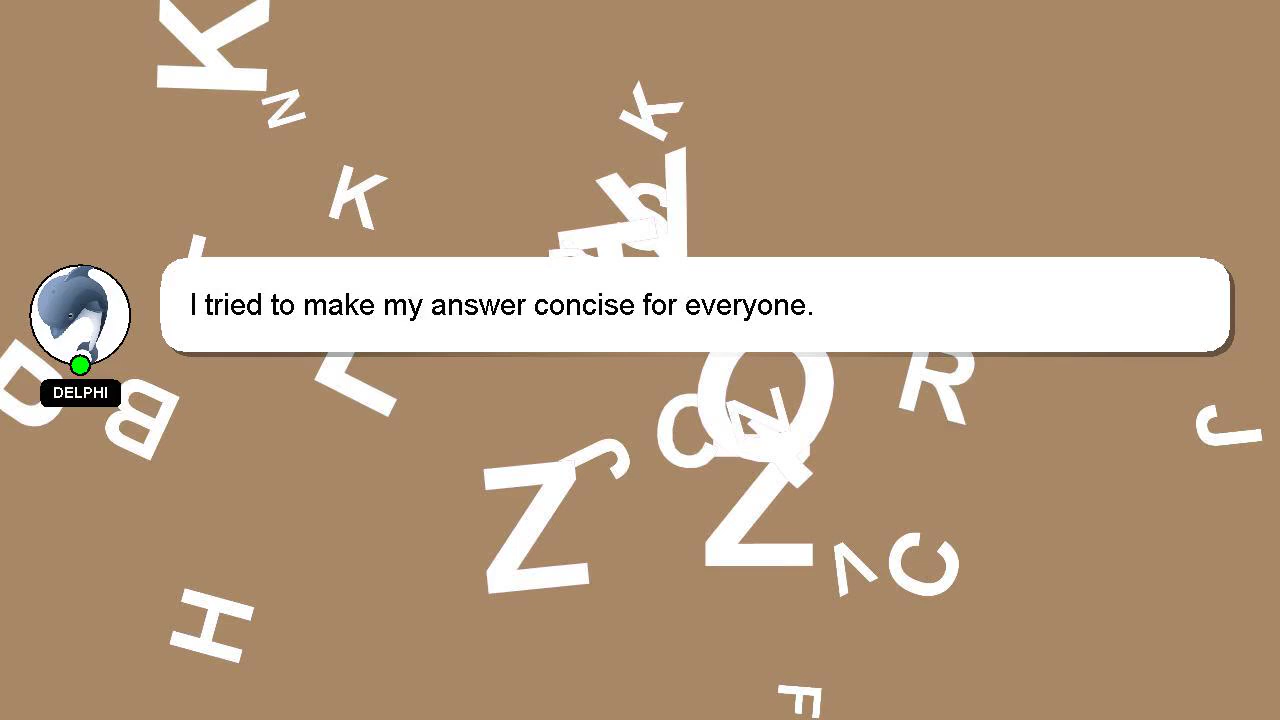 K
N
K
K
S
I tried to make my answer concise for everyone.
DELPHI
B
L
Q
R
C
N
J
J
Z
Z
V
C
H
F